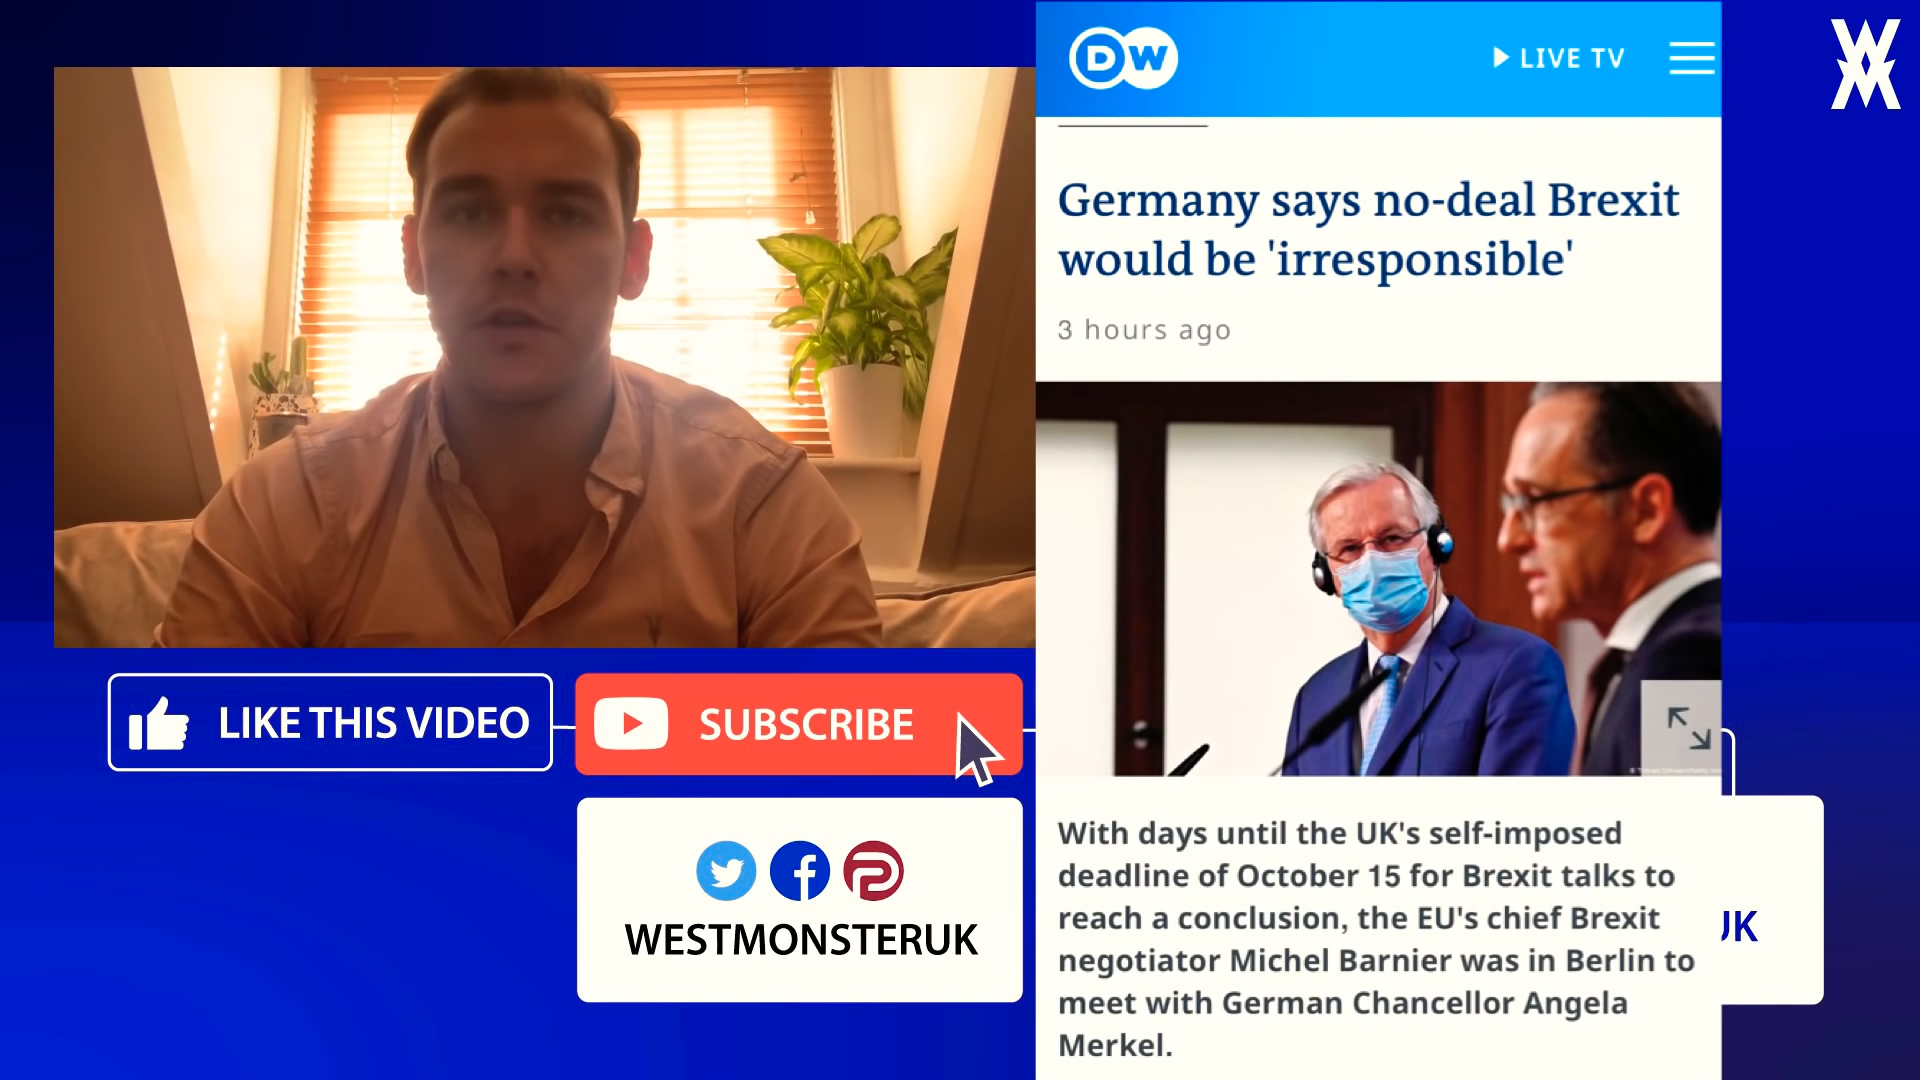 DW
LIVE TV
Germany says no-deal Brexit
would be 'irresponsible'
3 hours ago
With days until the UK's self-imposed
deadline of October 15 for Brexit talks to
reach a conclusion, the EU's chief Brexit
negotiator Michel Barnier was in Berlin to
meet with German Chancellor Angela
Merkel.
LIKE THIS VIDEO
SUBSCRIBE
WESTMONSTERUK
UK